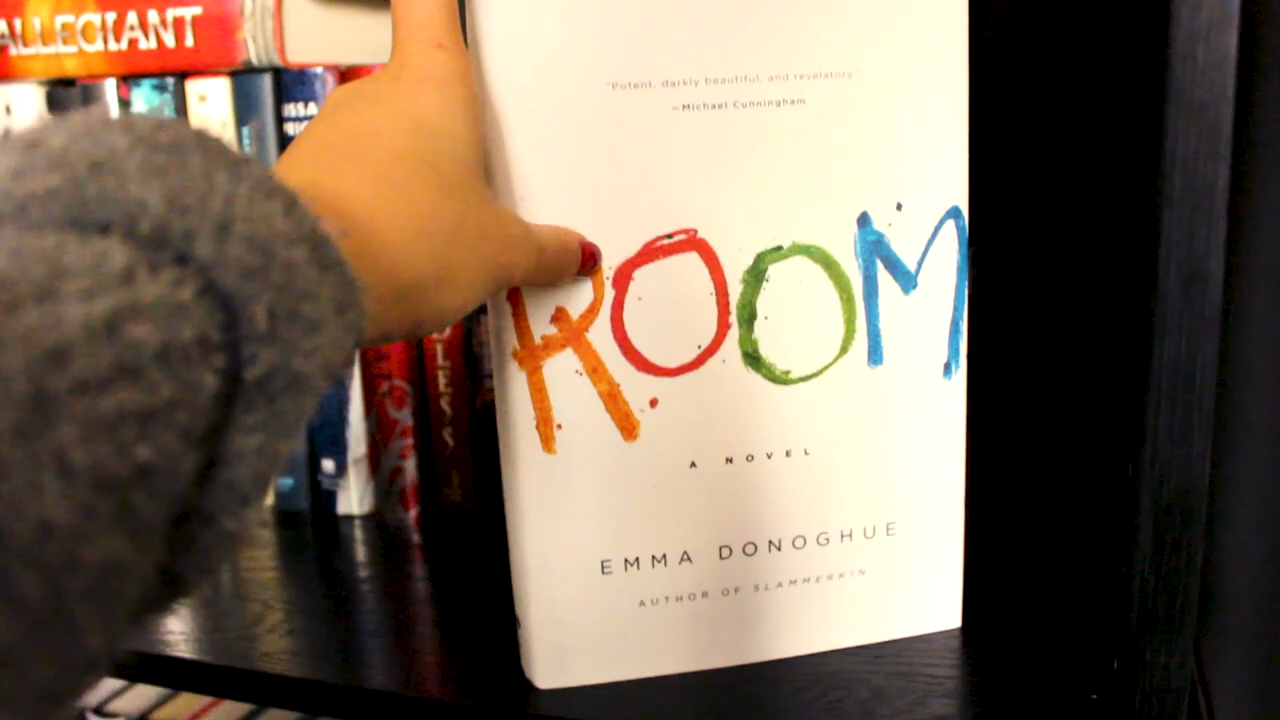 ALLEGIANT
"Potent, darkly beautiful, and revelatory."
—Michael Cunningham
ROOM
A NOVEL
EMMA DONOGHUE
AUTHOR OF SLAMMERKIN